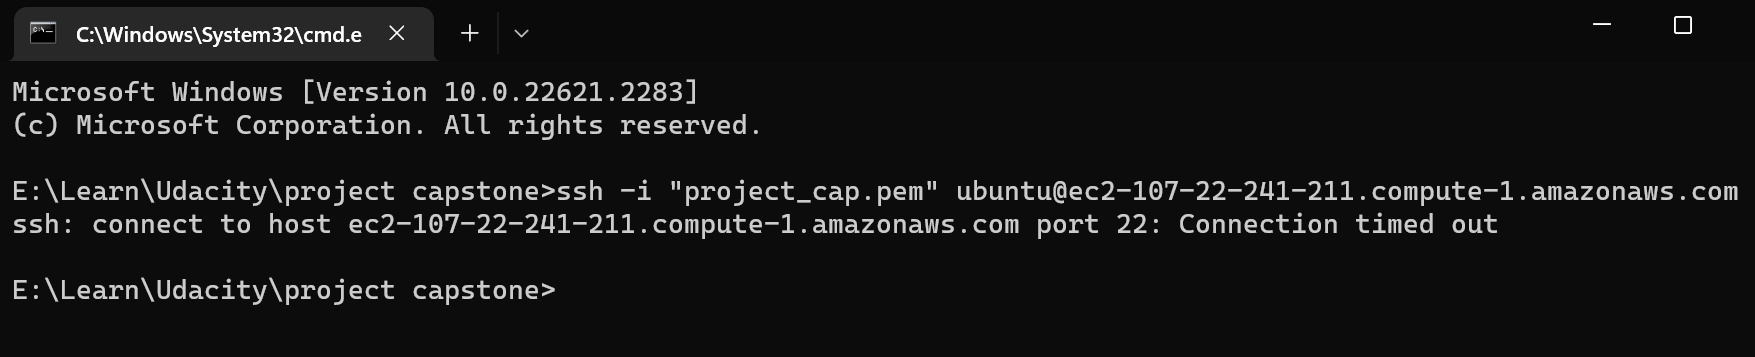 C:\Windows\System32\cmd.e
Microsoft Windows [Version 10.0.22621.2283]
(c) Microsoft Corporation. All rights reserved.
E:\Learn\Udacity\project capstone>ssh -i "project_cap.pem" ubuntu@ec2-107-22-241-211.compute-1.amazonaws.com
ssh: connect to host ec2-107-22-241-211.compute-1.amazonaws.com port 22: Connection timed out
E:\Learn\Udacity\project capstone>